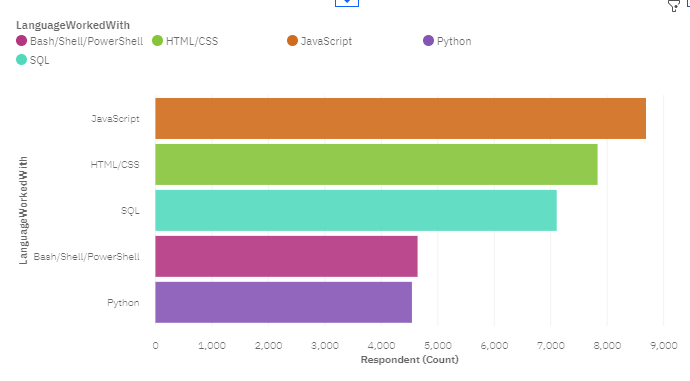 LanguageWorkedWith
Bash/Shell/PowerShell HTML/CSS JavaScript Python
SQL
LanguageWorkedWith
JavaScript
HTML/CSS
SQL
Bash/Shell/PowerShell
Python
0 1,000 2,000 3,000 4,000 5,000 6,000 7,000 8,000 9,000
Respondent (Count)